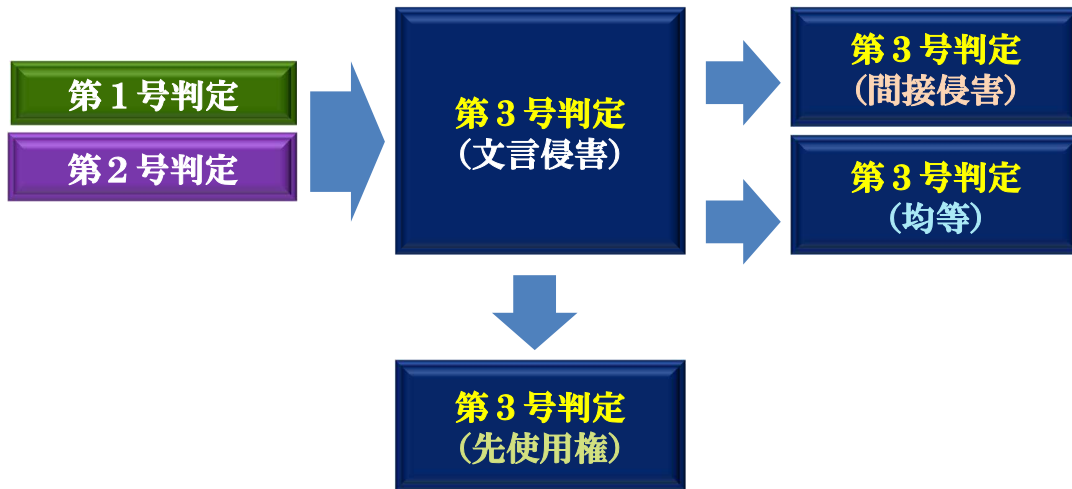 第１号判定
第２号判定
第３号判定
（文言侵害）
第３号判定
（間接侵害）
第３号判定
（均等）
第３号判定
（先使用権）